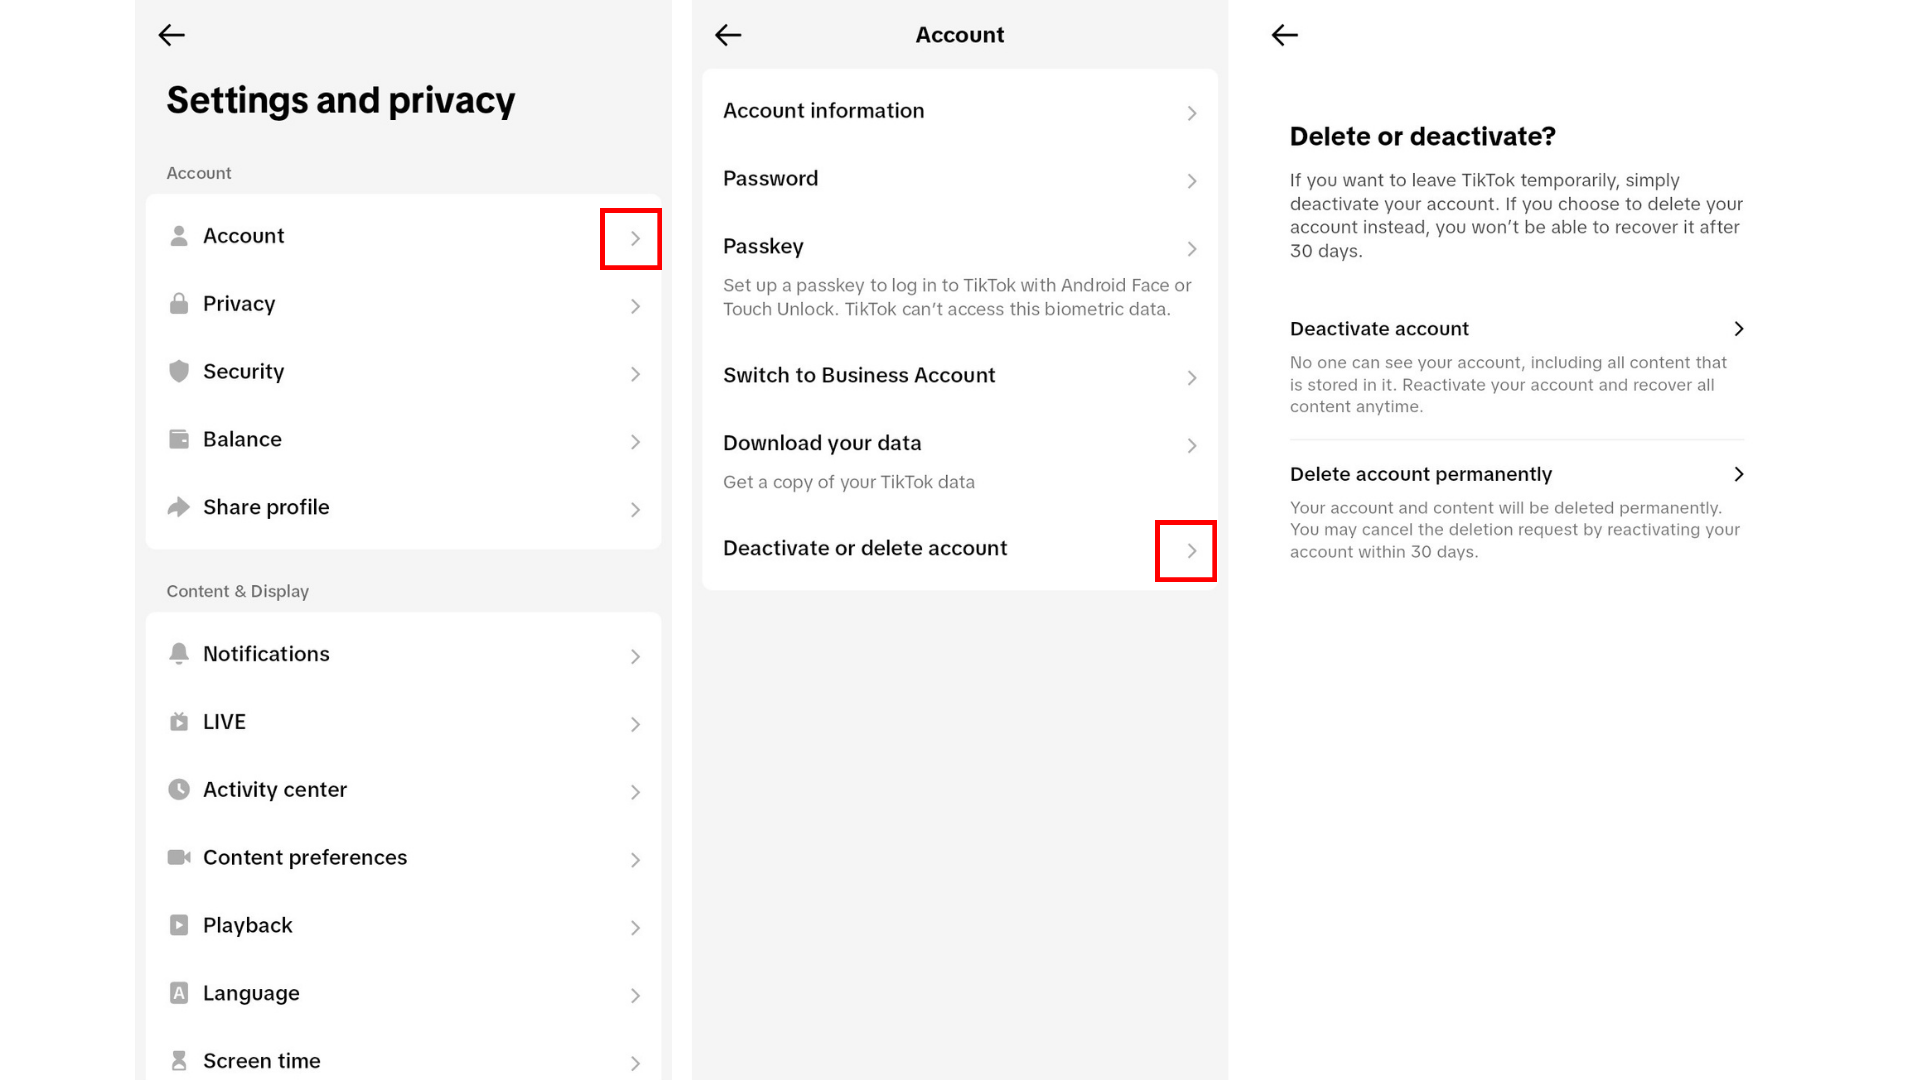 Settings and privacy
Account
Account
Privacy
Security
Balance
Share profile
Content & Display
Notifications
LIVE
Activity center
Content preferences
Playback
A
Language
Screen time
Account
Account information
Password
Passkey
Set up a passkey to log in to TikTok with Android Face or
Touch Unlock. TikTok can’t access this biometric data.
Switch to Business Account
Download your data
Get a copy of your TikTok data
Deactivate or delete account
Delete or deactivate?
If you want to leave TikTok temporarily, simply
deactivate your account. If you choose to delete your
account instead, you won’t be able to recover it after
30 days.
Deactivate account
No one can see your account, including all content that
is stored in it. Reactivate your account and recover all
content anytime.
Delete account permanently
Your account and content will be deleted permanently.
You may cancel the deletion request by reactivating your
account within 30 days.